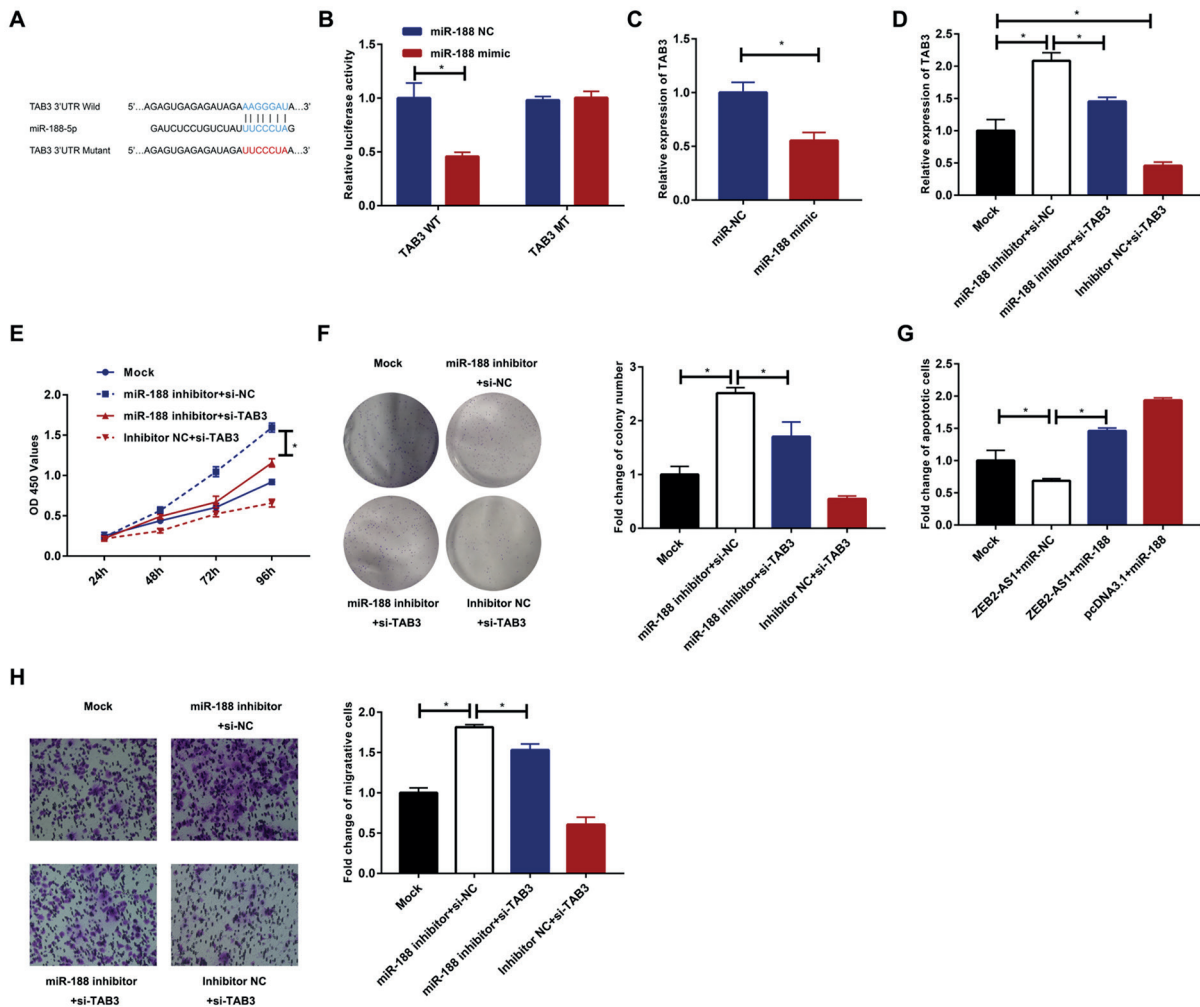 A
TAB3 3'UTR Wild 5'...AGAGUGAGAGAUAGAAAGGGAUA...3'
miR-188-5p GAUCUCCUGUCUAUUUCCCUAG
TAB3 3'UTR Mutant 5'...AGAGUGAGAGAUAGAUUCCCUAA...3'
B
miR-188 NC
miR-188 mimic
Relative luciferase activity
1.5
1.0
0.5
0.0
*
TAB3 WT
TAB3 MT
C
Relative expression of TAB3
1.5
1.0
0.5
0.0
*
miR-NC
miR-188 mimic
D
Relative expression of TAB3
2.5
2.0
1.5
1.0
0.5
0.0
*
* *
Mock
miR-188 inhibitor+si-NC
miR-188 inhibitor+si-TAB3
Inhibitor NC+si-TAB3
E
Mock
miR-188 inhibitor+si-NC
miR-188 inhibitor+si-TAB3
Inhibitor NC+si-TAB3
OD 450 Values
2.0
1.5
1.0
0.5
0.0
*
24h
48h
72h
96h
F
Mock
miR-188 inhibitor
+si-NC
miR-188 inhibitor
+si-TAB3
Inhibitor NC
+si-TAB3
Fold change of colony number
3
2
1
0
* *
Mock
miR-188 inhibitor+si-NC
miR-188 inhibitor+si-TAB3
Inhibitor NC+si-TAB3
G
Fold change of apoptotic cells
2.5
2.0
1.5
1.0
0.5
0.0
* *
Mock
ZEB2-AS1+miR-NC
ZEB2-AS1+miR-188
pcDNA3.1+miR-188
H
Mock
miR-188 inhibitor
+si-NC
miR-188 inhibitor
+si-TAB3
Inhibitor NC
+si-TAB3
Fold change of migratative cells
2.0
1.5
1.0
0.5
0.0
* *
Mock
miR-188 inhibitor+si-NC
miR-188 inhibitor+si-TAB3
Inhibitor NC+si-TAB3